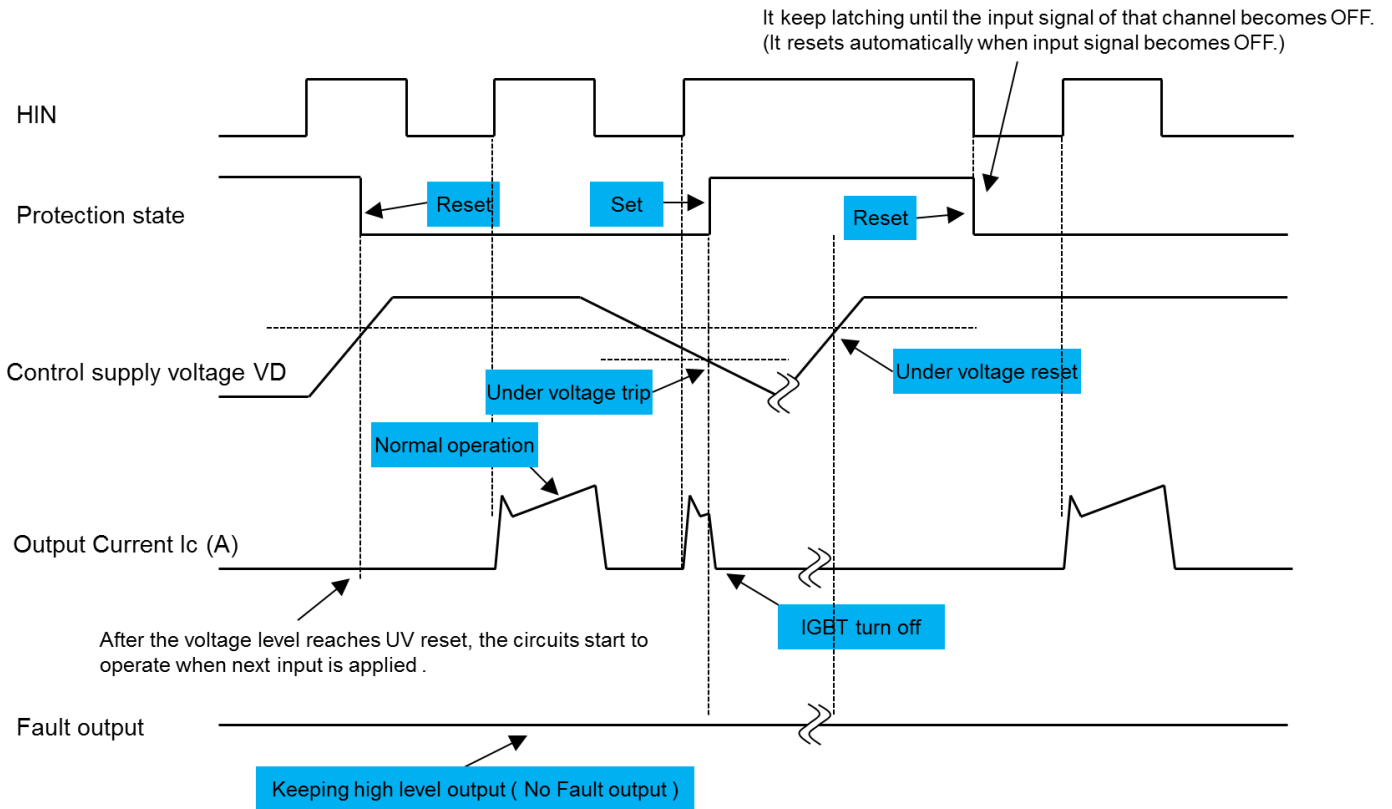 It keep latching until the input signal of that channel becomes OFF.
(It resets automatically when input signal becomes OFF.)
HIN
Protection state
Reset
Set
Reset
Control supply voltage VD
Under voltage trip
Under voltage reset
Normal operation
Output Current Ic (A)
IGBT turn off
After the voltage level reaches UV reset, the circuits start to
operate when next input is applied .
Fault output
Keeping high level output ( No Fault output )